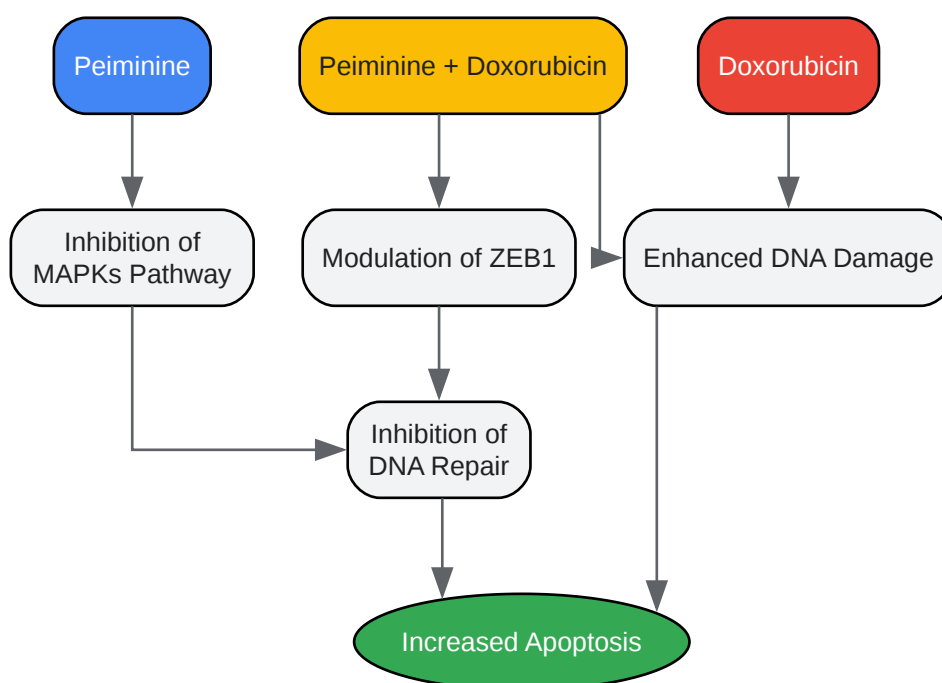 Peiminine
Peiminine + Doxorubicin
Doxorubicin
Inhibition of
MAPKs Pathway
Modulation of ZEB1
Enhanced DNA Damage
Inhibition of
DNA Repair
Increased Apoptosis